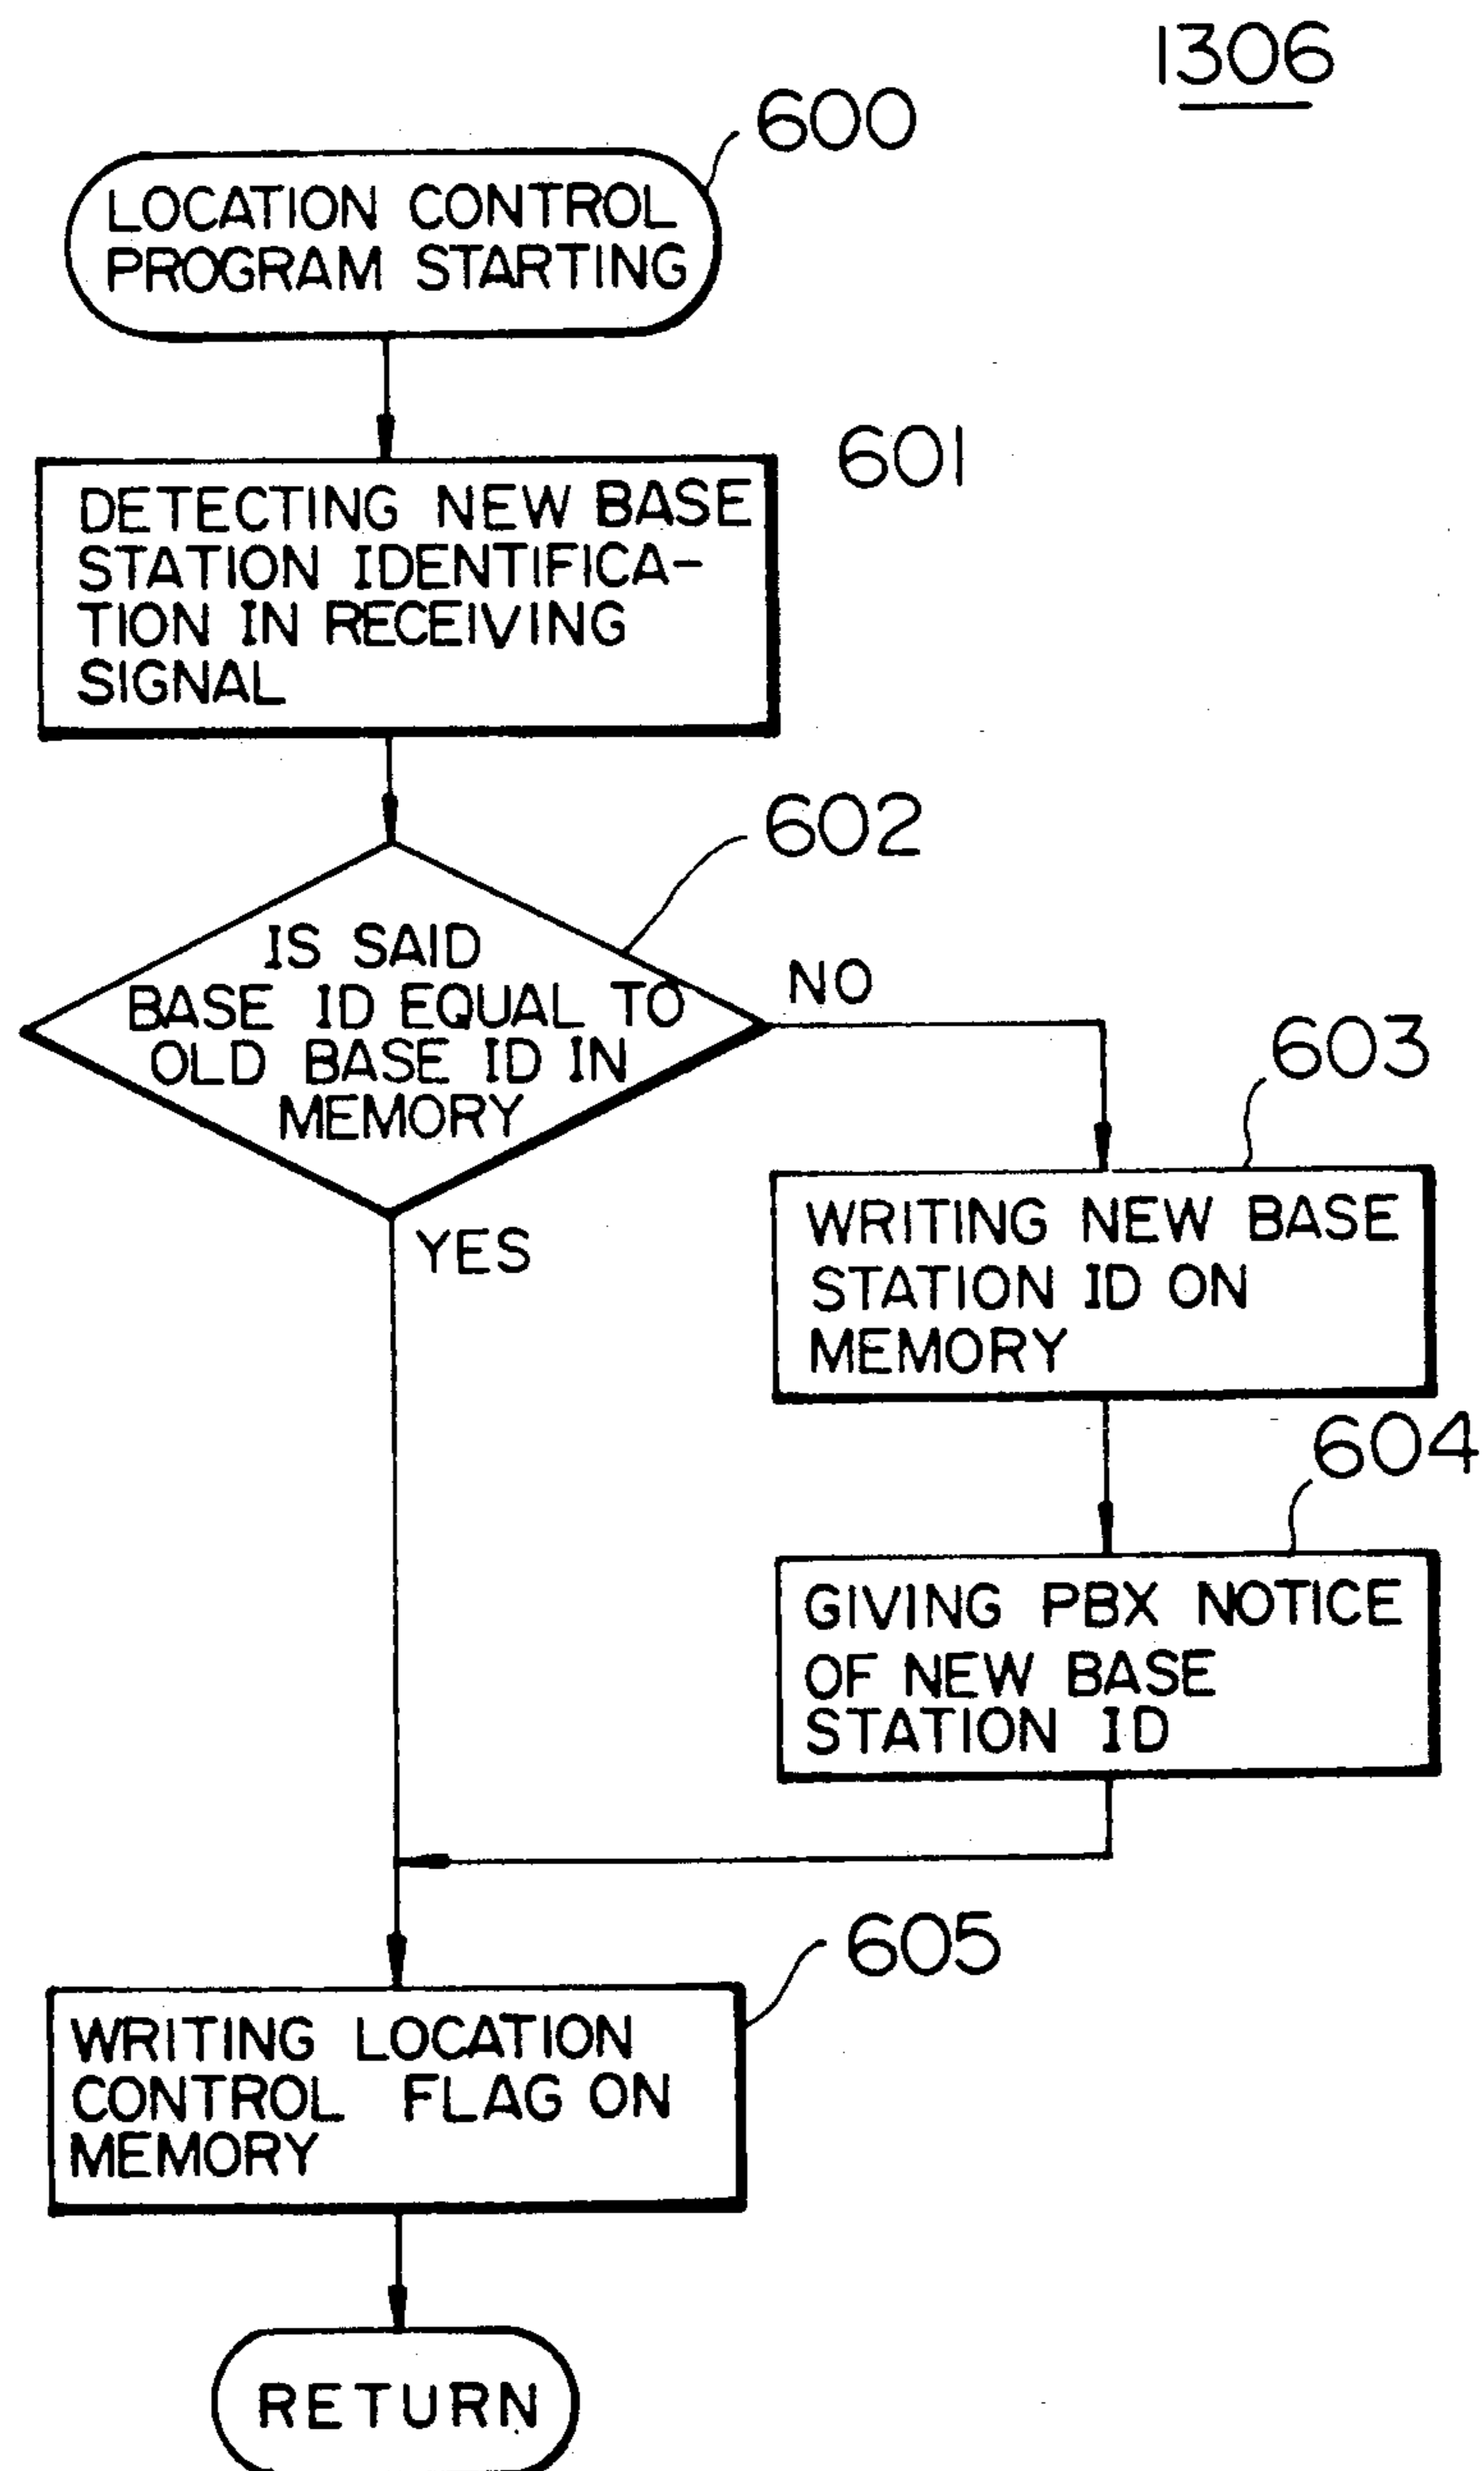 1306
600
LOCATION CONTROL
PROGRAM STARTING
601
DETECTING NEW BASE
STATION IDENTIFICA-
TION IN RECEIVING
SIGNAL
602
IS SAID
BASE ID EQUAL TO
OLD BASE ID IN
MEMORY
NO
YES
603
WRITING NEW BASE
STATION ID ON
MEMORY
604
GIVING PBX NOTICE
OF NEW BASE
STATION ID
605
WRITING LOCATION
CONTROL FLAG ON
MEMORY
RETURN